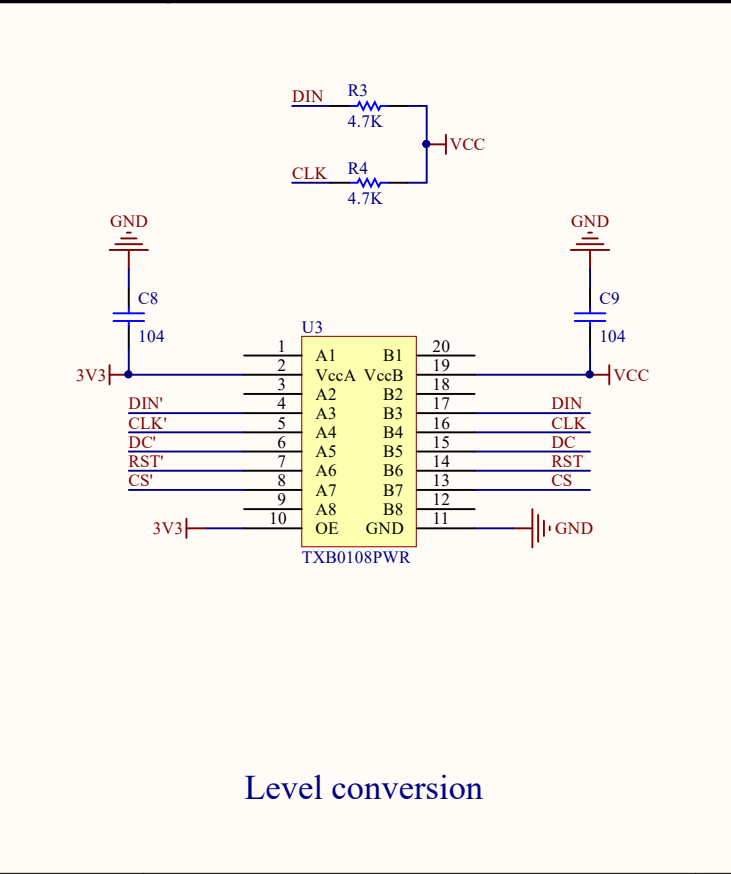 DIN R3
4.7K
VCC
CLK R4
4.7K
GND GND
C8 C9
104 104
U3
1 A1 B1 20
3V3 2 VccA VccB 19 VCC
3 A2 B2 18
DIN' 4 A3 B3 17 DIN
CLK' 5 A4 B4 16 CLK
DC' 6 A5 B5 15 DC
RST' 7 A6 B6 14 RST
CS' 8 A7 B7 13 CS
9 A8 B8 12
3V3 10 OE GND 11 GND
TXB0108PWR
Level conversion